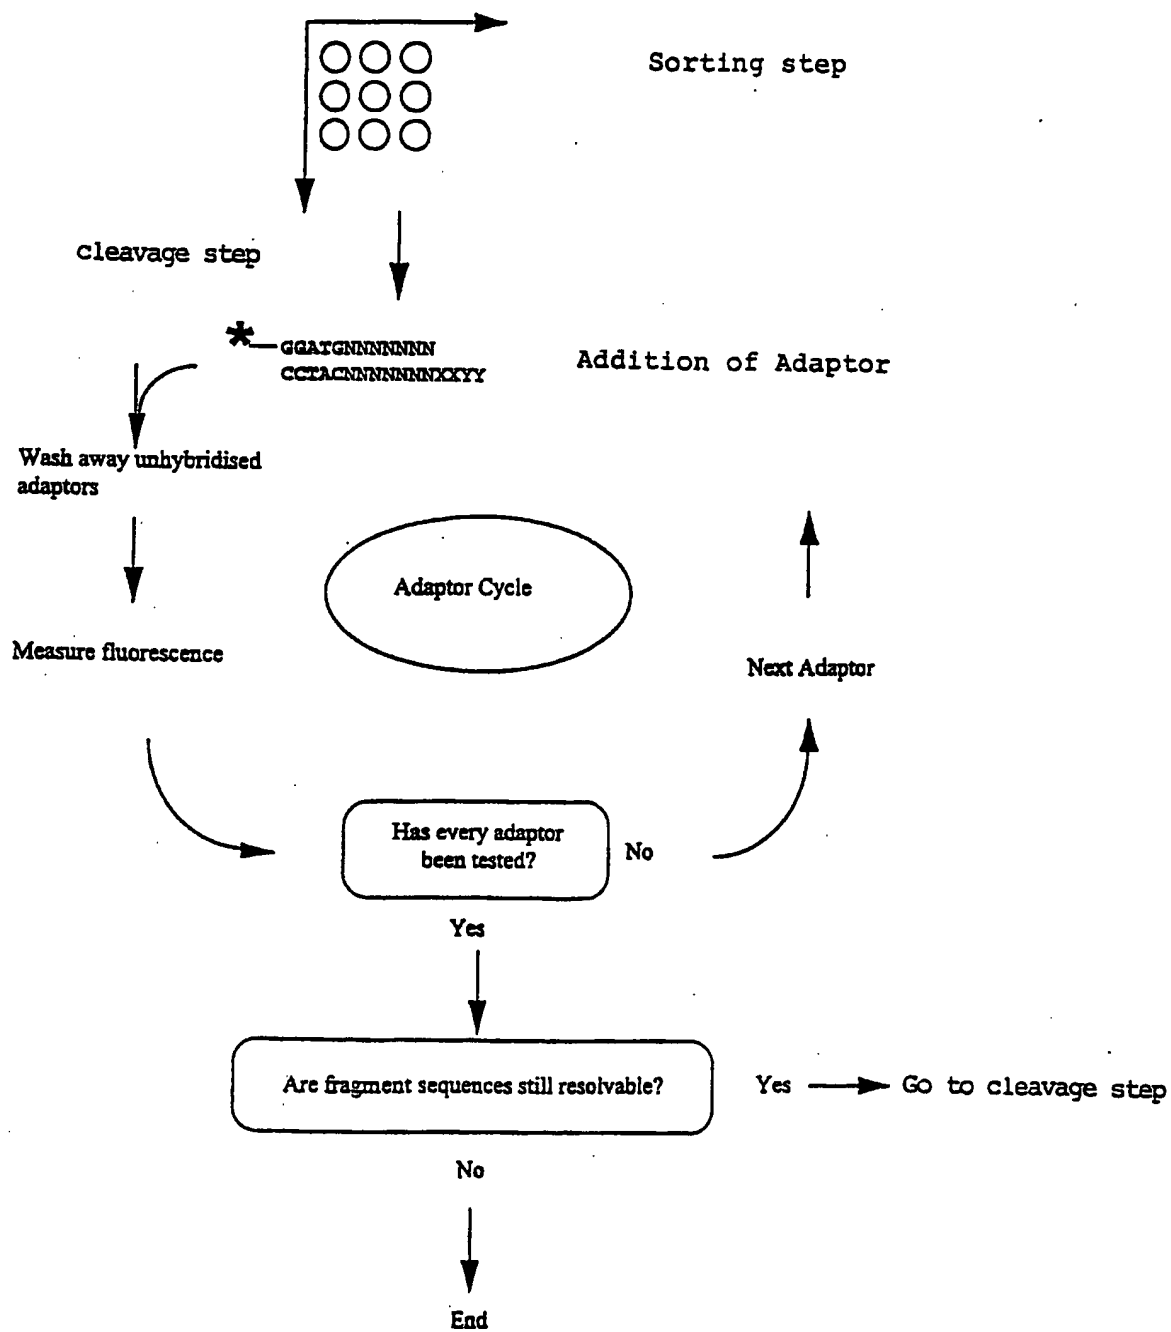 Sorting step
cleavage step
*—GGATGNNNNNNN
CCTACNNNNNNNXXYY
Addition of Adaptor
Wash away unhybridised
adaptors
Adaptor Cycle
Measure fluorescence
Next Adaptor
Has every adaptor
been tested?
No
Yes
Are fragment sequences still resolvable?
Yes
Go to cleavage step
No
End